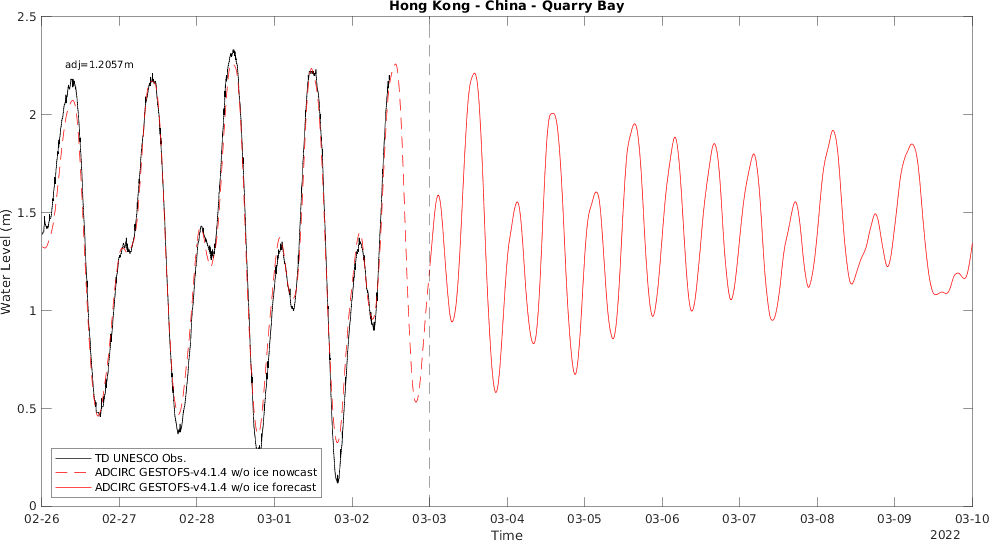 Hong Kong - China - Quarry Bay
2.5
adj=1.2057m
2
1.5
Water Level (m)
1
0.5
TD UNESCO Obs.
ADCIRC GESTOFS-v4.1.4 w/o ice nowcast
ADCIRC GESTOFS-v4.1.4 w/o ice forecast
0
02-26 02-27 02-28 03-01 03-02 03-03 03-04 03-05 03-06 03-07 03-08 03-09 03-10
Time
2022